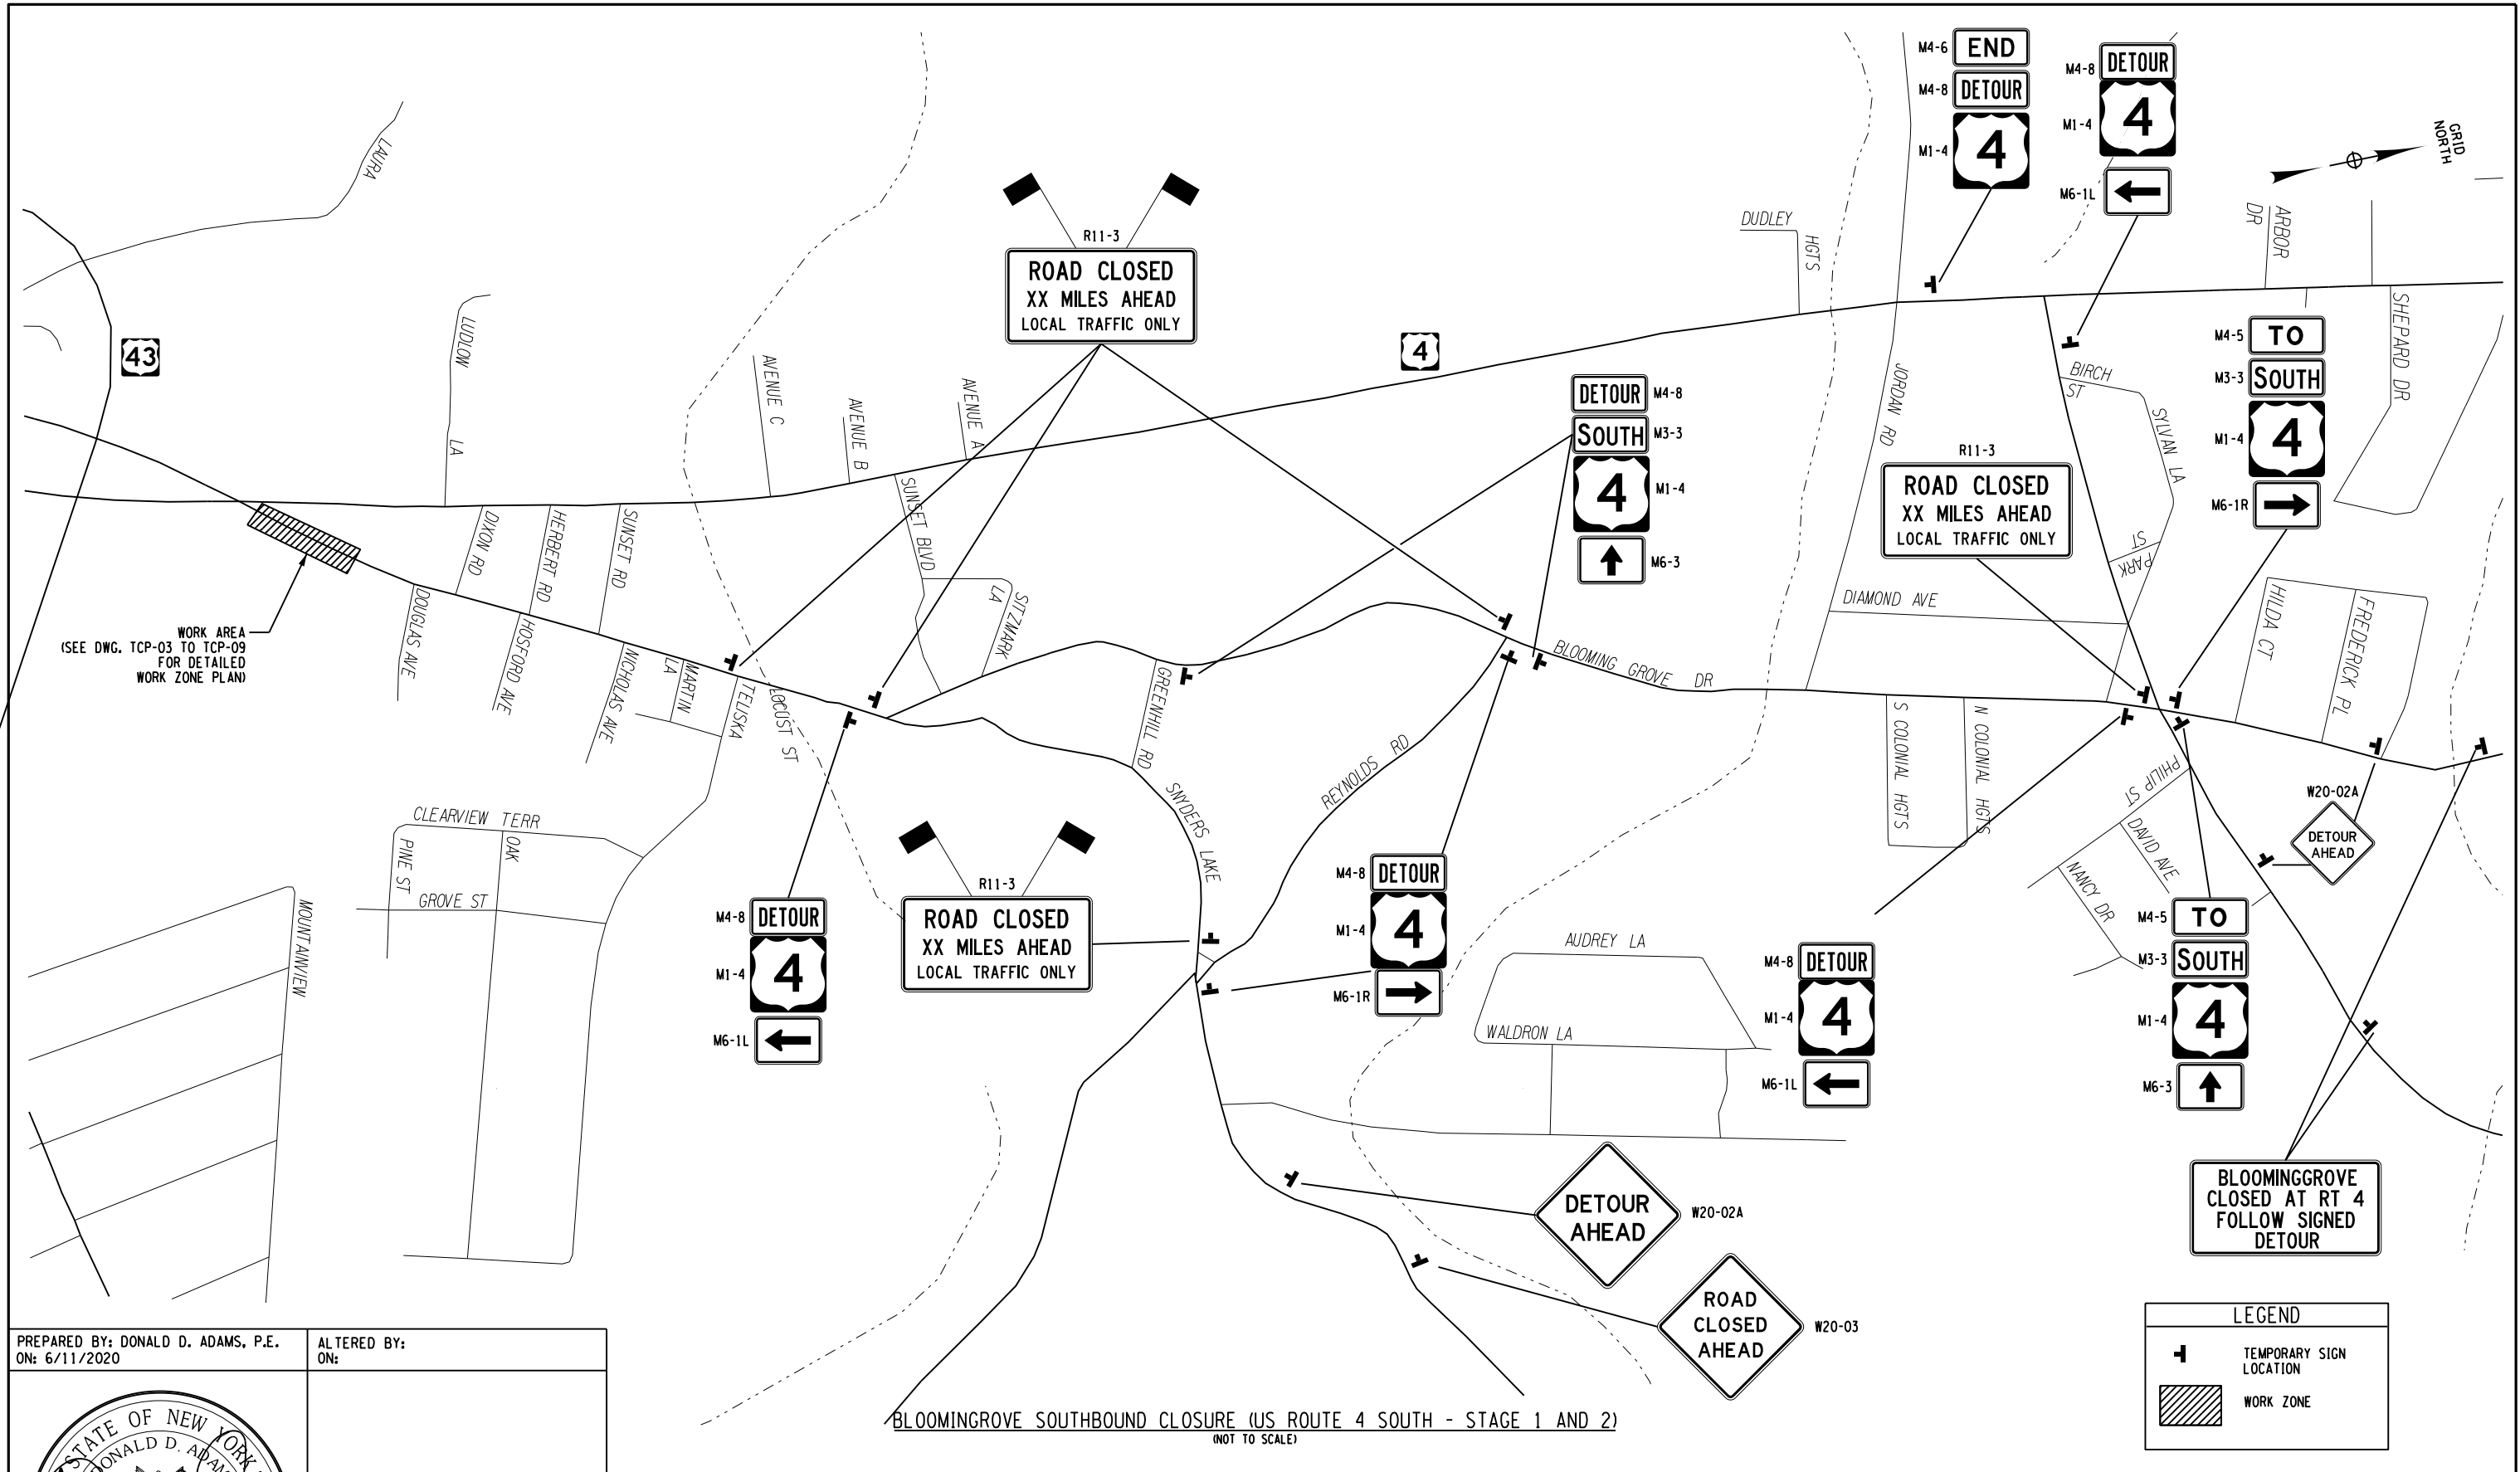 M4-6
END
M4-8
DETOUR
M1-4
4
M4-8
DETOUR
M1-4
4
M6-1L
GRID
NORTH
LAURA
R11-3
ROAD CLOSED
XX MILES AHEAD
LOCAL TRAFFIC ONLY
DUDLEY
HGTS
ARBOR
DR
SHEPARD DR
43
LUDLOW
LA
AVENUE C
AVENUE B
AVENUE A
4
JORDAN RD
BIRCH
ST
SYLVAN LA
PARK
ST
M4-5
TO
M3-3
SOUTH
M1-4
4
M6-1R
DETOUR
M4-8
SOUTH
M3-3
4
M1-4
M6-3
R11-3
ROAD CLOSED
XX MILES AHEAD
LOCAL TRAFFIC ONLY
DIXON RD
HERBERT RD
SUNSET RD
SUNSET BLVD
SITZMARK
LA
DIAMOND AVE
HILDA CT
FREDERICK PL
WORK AREA
(SEE DWG. TCP-03 TO TCP-09
FOR DETAILED
WORK ZONE PLAN)
DOUGLAS AVE
HOSFORD AVE
NICHOLAS AVE
MARTIN
LA
TELISKA
LOCUST ST
GREENHILL RD
BLOOMING GROVE DR
REYNOLDS RD
SNYDERS LAKE
S COLONIAL HGTS
N COLONIAL HGTS
PHILIP ST
DAVID AVE
NANCY DR
W20-02A
DETOUR
AHEAD
CLEARVIEW TERR
PINE ST
OAK
GROVE ST
MOUNTAINVIEW
M4-8
DETOUR
M1-4
4
M6-1L
R11-3
ROAD CLOSED
XX MILES AHEAD
LOCAL TRAFFIC ONLY
M4-8
DETOUR
M1-4
4
M6-1R
AUDREY LA
WALDRON LA
M4-8
DETOUR
M1-4
4
M6-1L
M4-5
TO
M3-3
SOUTH
M1-4
4
M6-3
DETOUR
AHEAD
W20-02A
ROAD
CLOSED
AHEAD
W20-03
BLOOMINGGROVE
CLOSED AT RT 4
FOLLOW SIGNED
DETOUR
LEGEND
TEMPORARY SIGN
LOCATION
WORK ZONE
PREPARED BY: DONALD D. ADAMS, P.E.
ON: 6/11/2020
ALTERED BY:
ON:
STATE OF NEW YORK
DONALD D. ADAMS
BLOOMINGROVE SOUTHBOUND CLOSURE (US ROUTE 4 SOUTH - STAGE 1 AND 2)
(NOT TO SCALE)